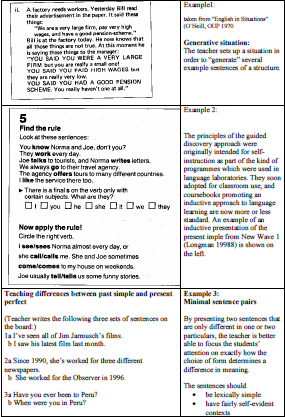 ii. A factory needs workers. Yesterday Bill read
their advertisement in the paper. It said these
things:
"We are a very large firm, pay very high
wages, and have a good pension-scheme."
Bill is at the factory today. He now knows that
all those things are not true. At this moment he
is saying these things to the manager:
"YOU SAID YOU WERE A VERY LARGE
FIRM but you are really a small one!
YOU SAID YOU PAID HIGH WAGES but
they are really very low.
YOU SAID YOU HAD A GOOD PENSION
SCHEME. You really haven't one at all."
Example1:
taken from "English in Situations"
(O'Neill, OUP 1970
Generative situation:
The teacher sets up a situation in
order to "generate" several
example sentences of a structure.
5
Find the rule
Look at these sentences:
You know Norma and Joe, don't you?
They work every day.
Joe talks to tourists, and Norma writes letters.
We always go to their travel agency.
The agency offers tours to many different countries.
I like the service there too.
▸ There is a final s on the verb only with
certain subjects. What are they?
□ I □ you □ he □ she □ it □ we □ they
Now apply the rule!
Circle the right verb.
I see/sees Norma almost every day, or
she call/calls me. She and Joe sometimes
come/comes to my house on weekends.
Joe usually tell/tells us some funny stories.
Example 2:
The principles of the guided
discovery approach were
originally intended for self-
instruction as part of the kind of
programmes which were used in
language laboratories. They soon
adopted for classroom use, and
coursebooks promoting an
inductive approach to language
learning are now more or less
standard. An example of an
inductive presentation of the
present imple from New Wave 1
(Longman 19988) is shown on
the left.
Teaching differences between past simple and present
perfect
(Teacher writes the following three sets of sentences on
the board:)
1a I've seen all of Jim Jarmusch's films.
b I saw his latest film last month.
2a Since 1990, she's worked for three different
newspapers.
b She worked for the Observer in 1996.
3a Have you ever been to Peru?
b When you in Peru?
Example 3:
Minimal sentence pairs
By presenting two sentences that
are only different in one or two
particulars, the teacher is better
able to focus the students'
attention on exactly how the
choice of form determines a
difference in meaning.
The sentences should
• be lexically simple
• have fairly self-evident
contexts